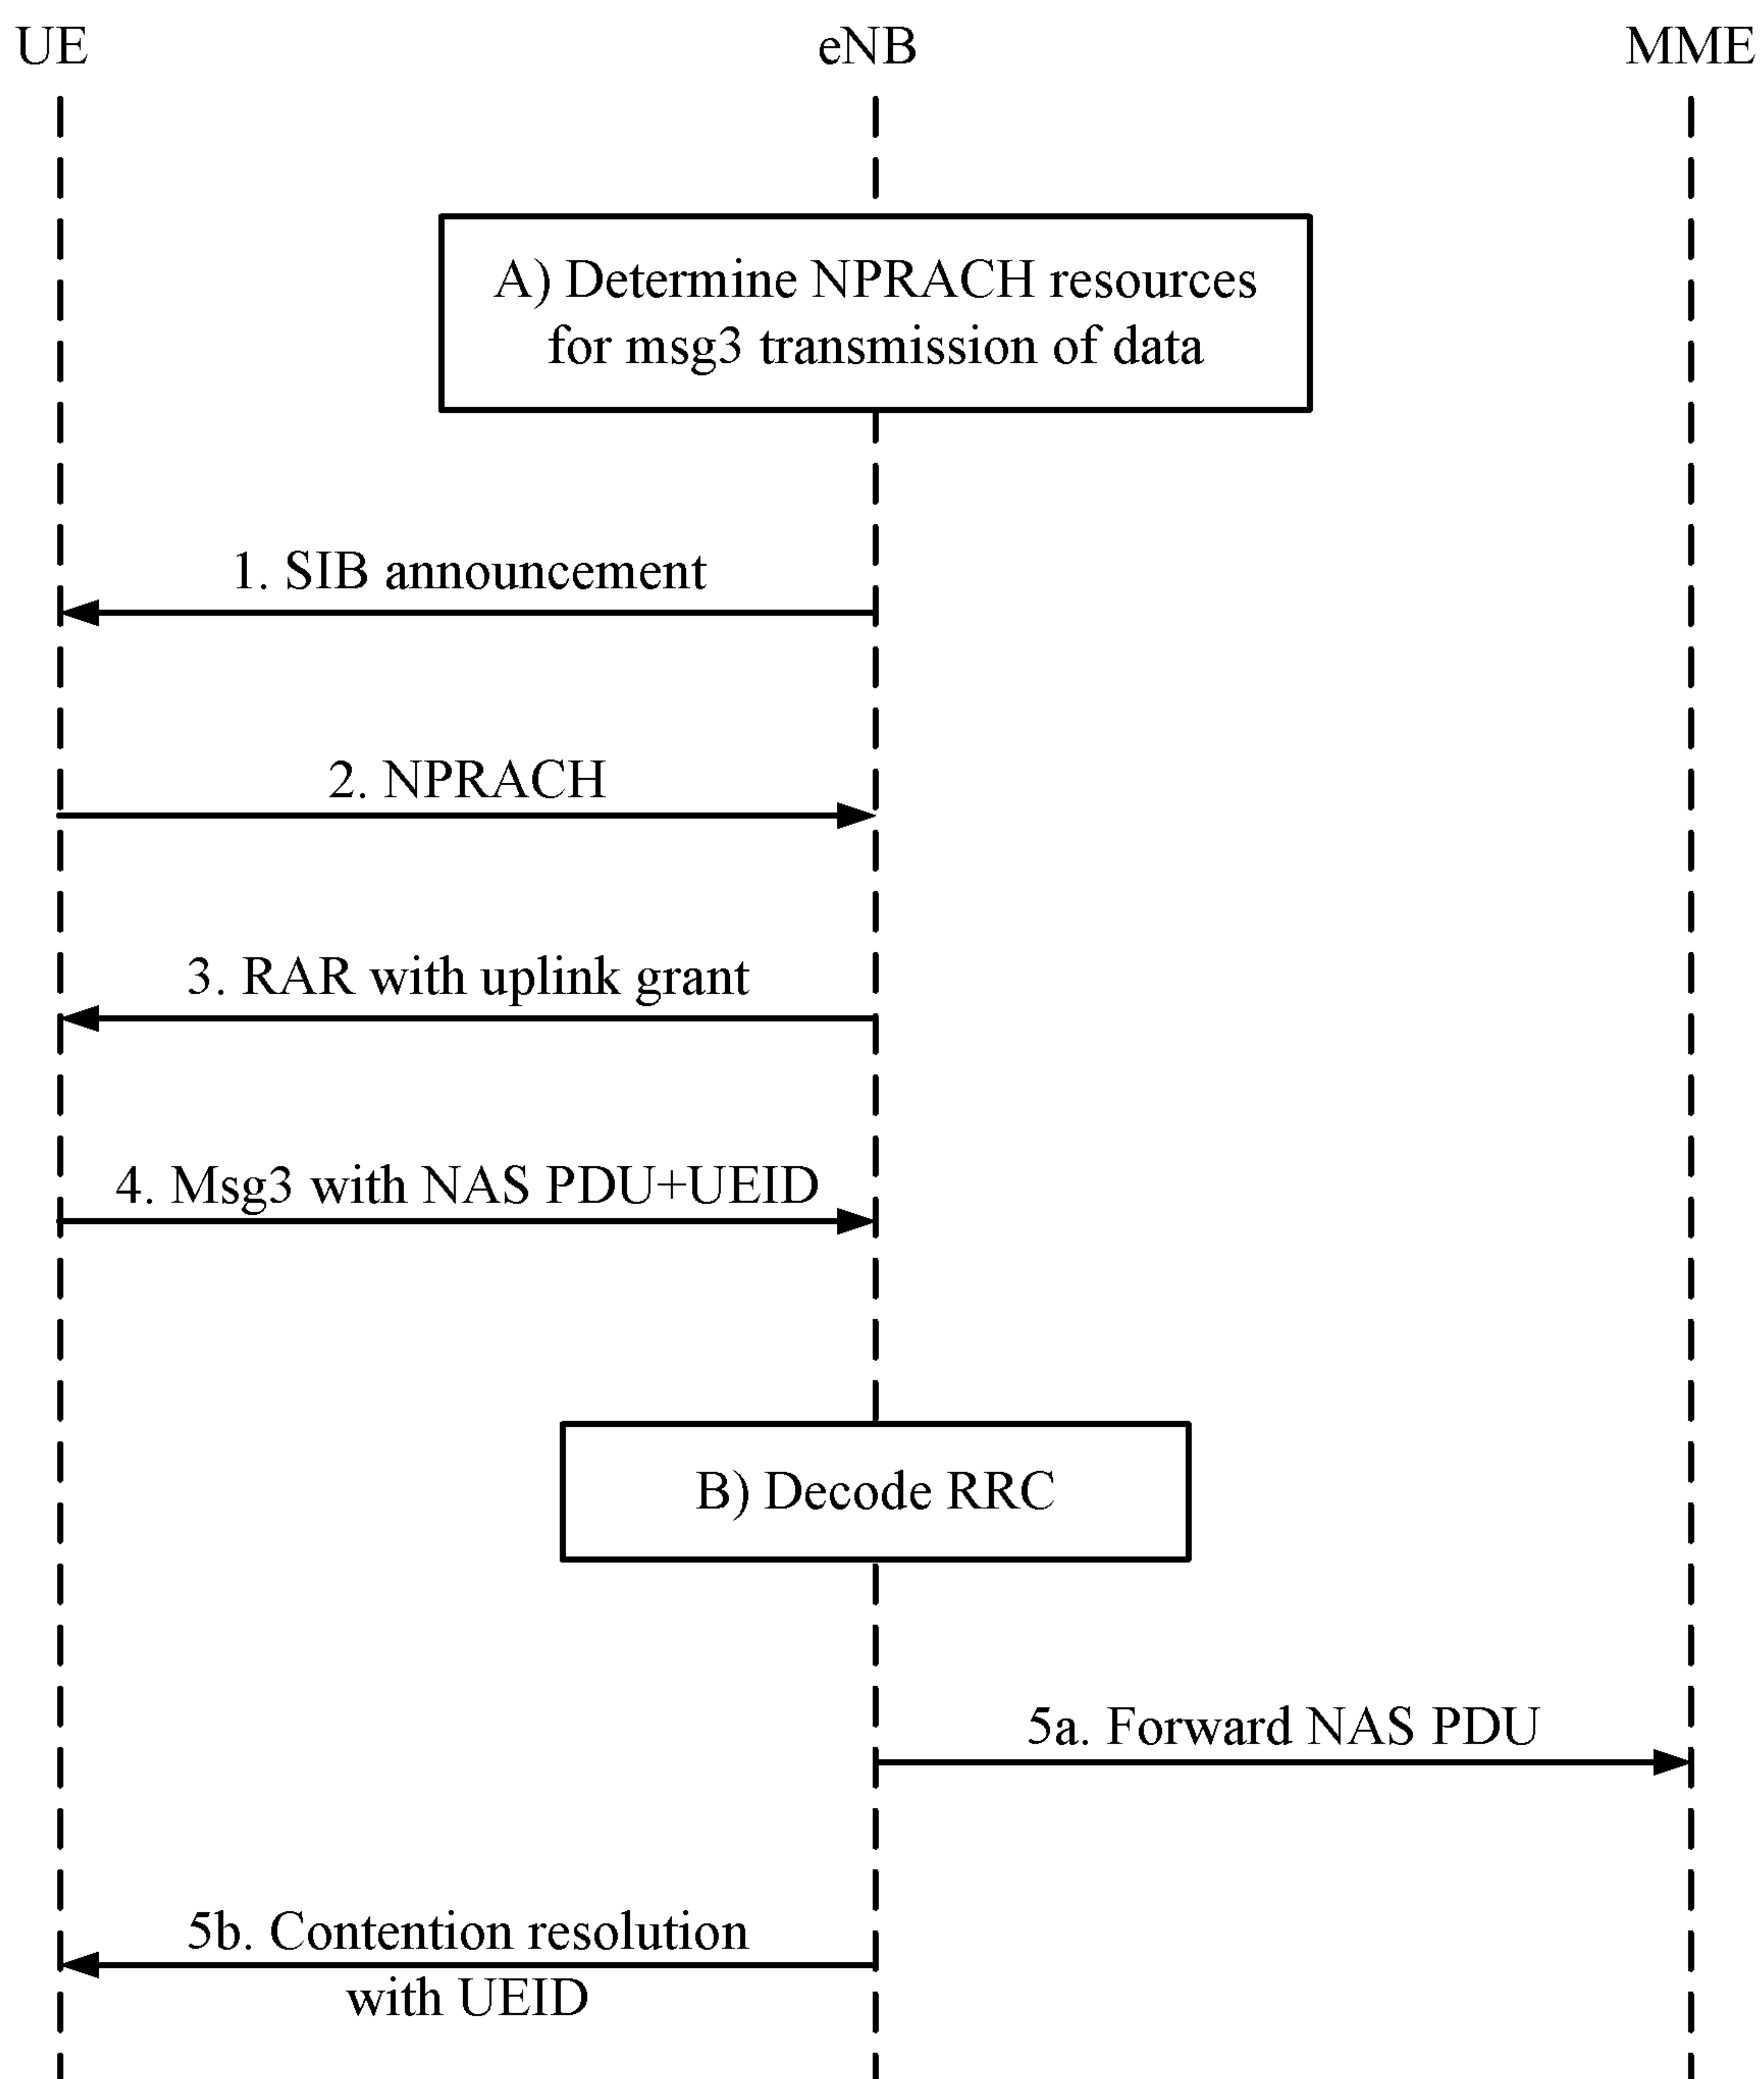 UE
eNB
MME
A) Determine NPRACH resources
for msg3 transmission of data
1. SIB announcement
2. NPRACH
3. RAR with uplink grant
4. Msg3 with NAS PDU+UEID
B) Decode RRC
5a. Forward NAS PDU
5b. Contention resolution
with UEID